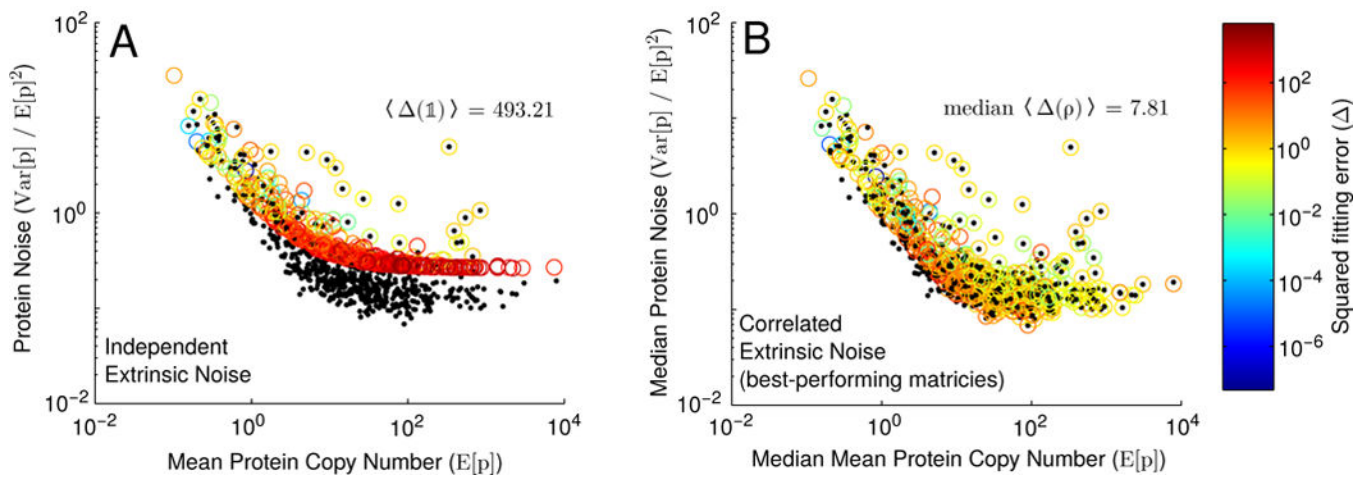 A
10^2
10^0
10^-2
Protein Noise (Var[p] / E[p]^2)
⟨ Δ(𝟙) ⟩ = 493.21
Independent
Extrinsic Noise
10^-2 10^0 10^2 10^4
Mean Protein Copy Number (E[p])
B
10^2
10^0
10^-2
Median Protein Noise (Var[p] / E[p]^2)
median ⟨ Δ(ρ) ⟩ = 7.81
Correlated
Extrinsic Noise
(best-performing matricies)
10^-2 10^0 10^2 10^4
Median Mean Protein Copy Number (E[p])
10^2
10^0
10^-2
10^-4
10^-6
Squared fitting error (Δ)